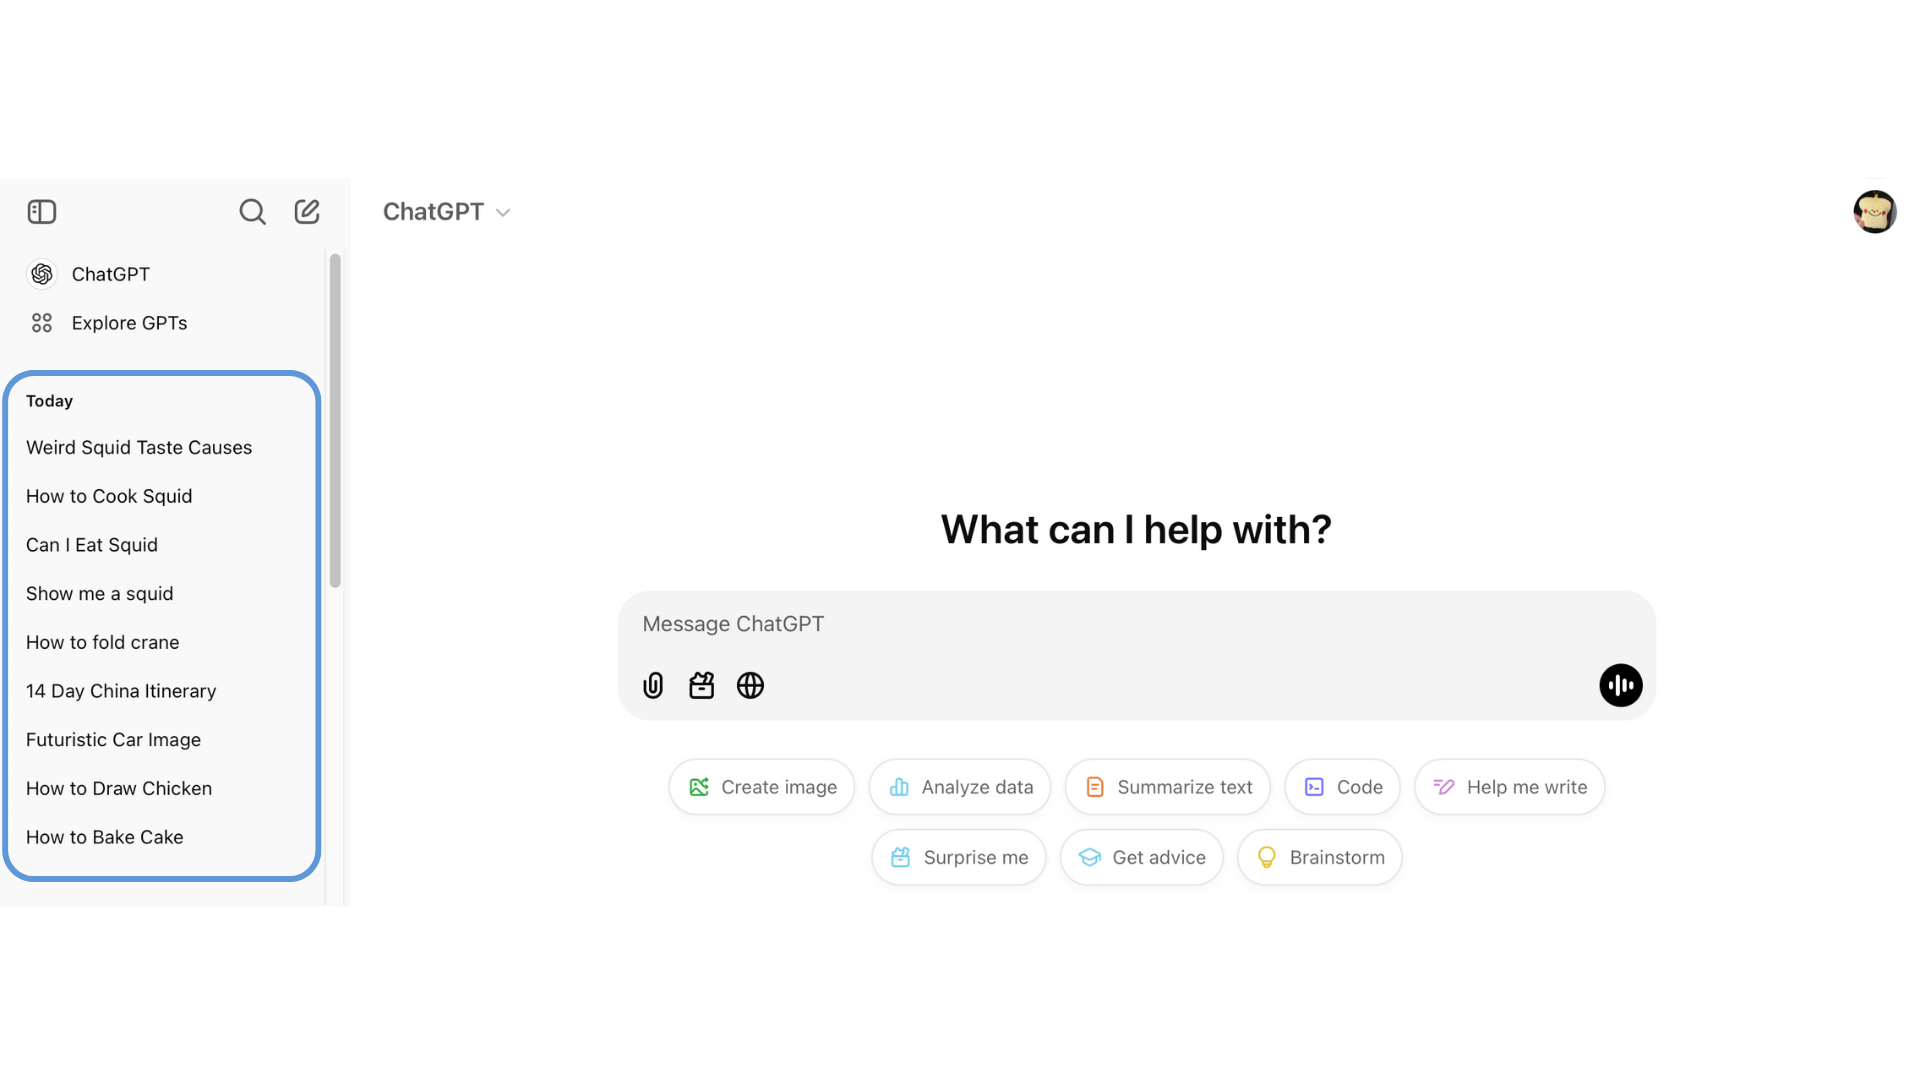 ChatGPT
ChatGPT
Explore GPTs
Today
Weird Squid Taste Causes
How to Cook Squid
Can I Eat Squid
Show me a squid
How to fold crane
14 Day China Itinerary
Futuristic Car Image
How to Draw Chicken
How to Bake Cake
What can I help with?
Message ChatGPT
Create image
Analyze data
Summarize text
Code
Help me write
Surprise me
Get advice
Brainstorm